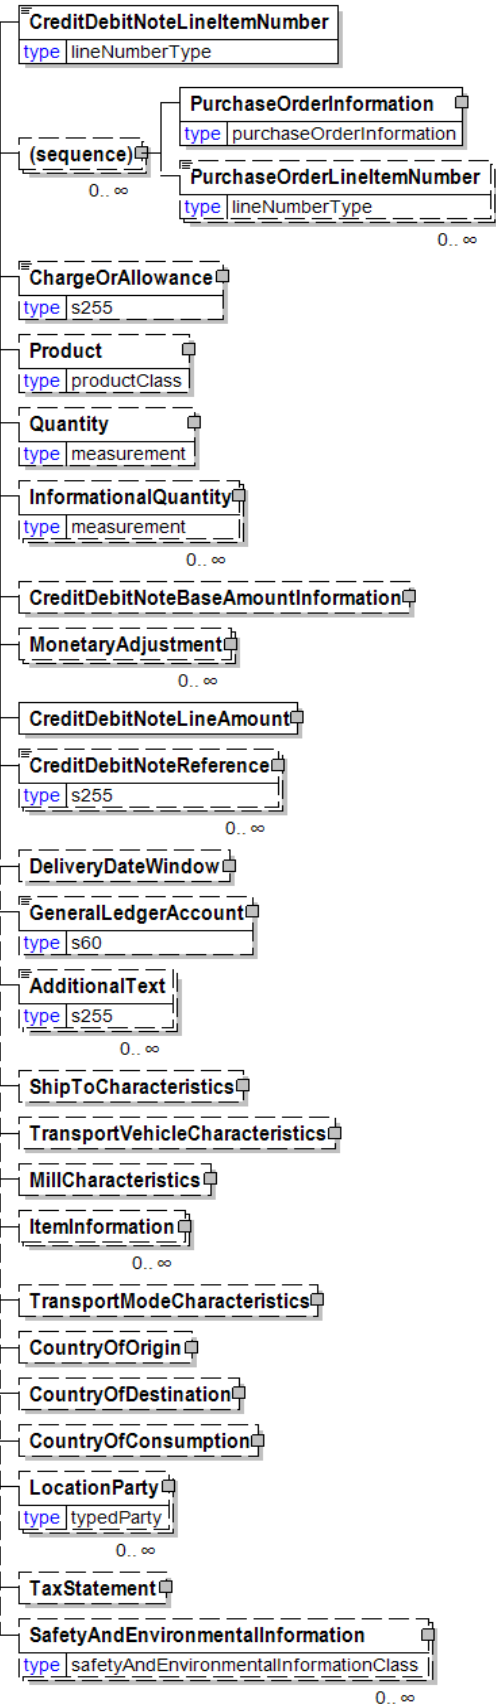 CreditDebitNoteLineItemNumber
type lineNumberType
PurchaseOrderInformation
type purchaseOrderInformation
(sequence)
0.. ∞
PurchaseOrderLineItemNumber
type lineNumberType
0.. ∞
ChargeOrAllowance
type s255
Product
type productClass
Quantity
type measurement
InformationalQuantity
type measurement
0.. ∞
CreditDebitNoteBaseAmountInformation
MonetaryAdjustment
0.. ∞
CreditDebitNoteLineAmount
CreditDebitNoteReference
type s255
0.. ∞
DeliveryDateWindow
GeneralLedgerAccount
type s60
AdditionalText
type s255
0.. ∞
ShipToCharacteristics
TransportVehicleCharacteristics
MillCharacteristics
ItemInformation
0.. ∞
TransportModeCharacteristics
CountryOfOrigin
CountryOfDestination
CountryOfConsumption
LocationParty
type typedParty
0.. ∞
TaxStatement
SafetyAndEnvironmentalInformation
type safetyAndEnvironmentalInformationClass
0.. ∞